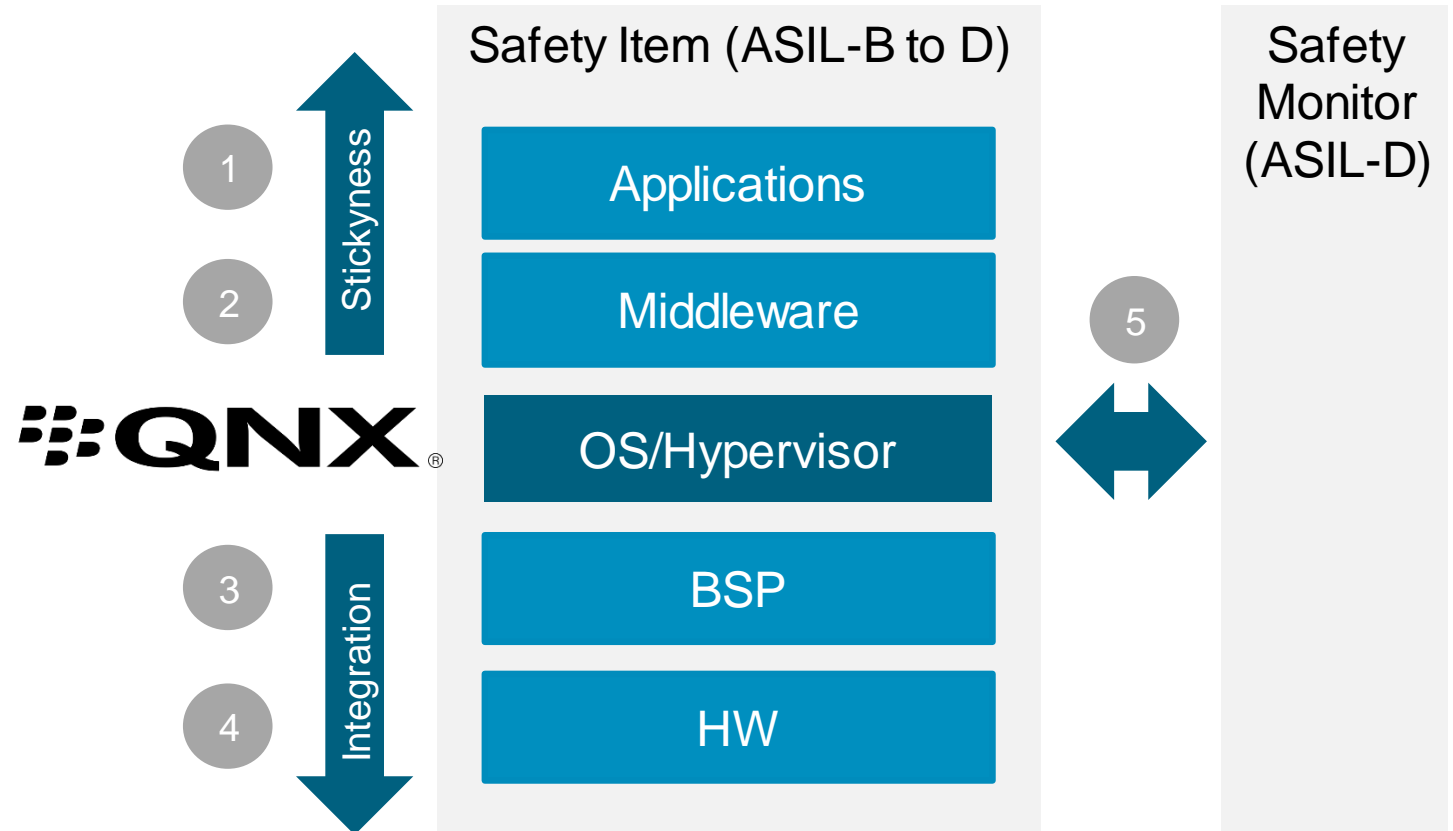 Safety Item (ASIL-B to D)
Safety
Monitor
(ASIL-D)
1
Stickyness
Applications
2
Middleware
5
QNX®
OS/Hypervisor
3
Integration
BSP
4
HW